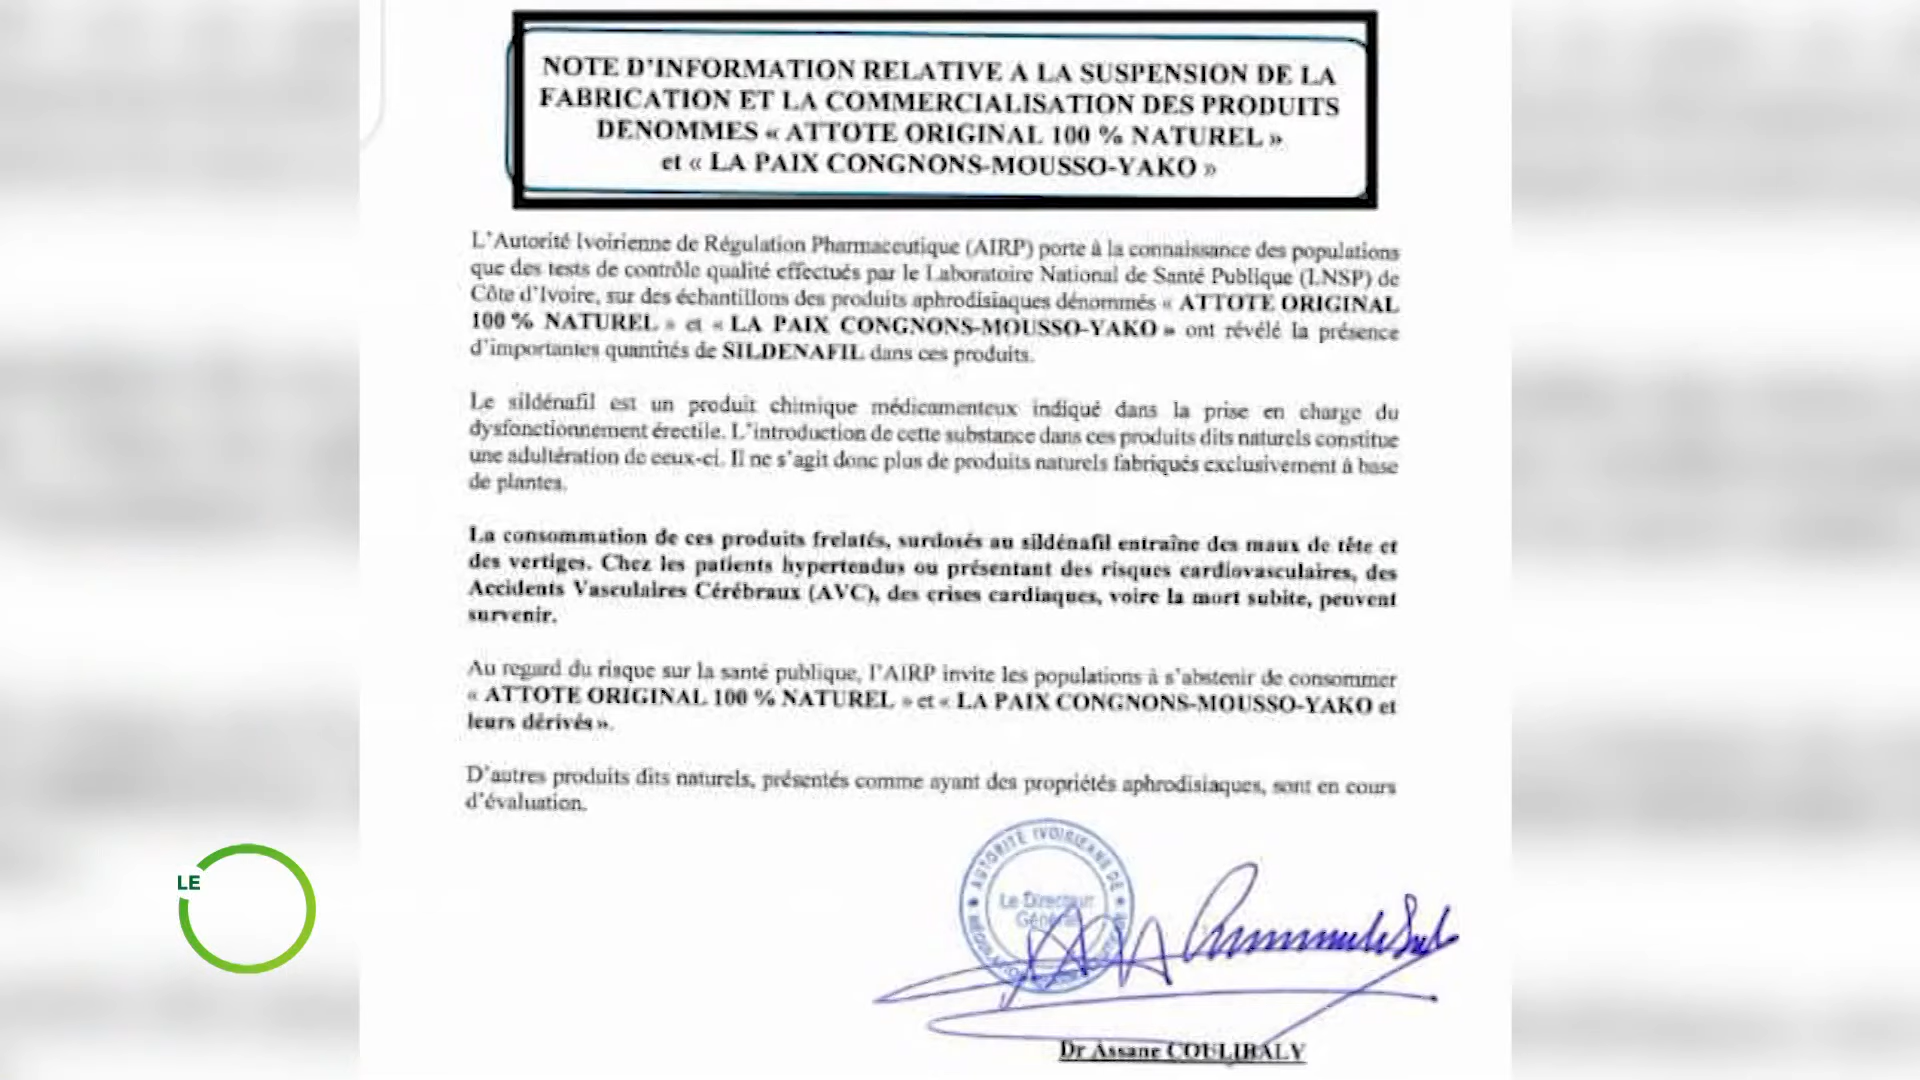 NOTE D'INFORMATION RELATIVE A LA SUSPENSION DE LA
FABRICATION ET LA COMMERCIALISATION DES PRODUITS
DENOMMES « ATTOTE ORIGINAL 100 % NATUREL »
et « LA PAIX CONGNONS-MOUSSO-YAKO »
L'Autorité Ivoirienne de Régulation Pharmaceutique (AIRP) porte à la connaissance des populations
que des tests de contrôle qualité effectués par le Laboratoire National de Santé Publique (LNSP) de
Côte d'Ivoire, sur des échantillons des produits aphrodisiaques dénommés « ATTOTE ORIGINAL
100 % NATUREL » et « LA PAIX CONGNONS-MOUSSO-YAKO » ont révélé la présence
d'importantes quantités de SILDENAFIL dans ces produits.
Le sildénafil est un produit chimique médicamenteux indiqué dans la prise en charge du
dysfonctionnement érectile. L'introduction de cette substance dans ces produits dits naturels constitue
une adultération de ceux-ci. Il ne s'agit donc plus de produits naturels fabriqués exclusivement à base
de plantes.
La consommation de ces produits frelatés, surdosés au sildénafil entraîne des maux de tête et
des vertiges. Chez les patients hypertendus ou présentant des risques cardiovasculaires, des
Accidents Vasculaires Cérébraux (AVC), des crises cardiaques, voire la mort subite, peuvent
survenir.
Au regard du risque sur la santé publique, l'AIRP invite les populations à s'abstenir de consommer
« ATTOTE ORIGINAL 100 % NATUREL » et « LA PAIX CONGNONS-MOUSSO-YAKO et
leurs dérivés ».
D'autres produits dits naturels, présentés comme ayant des propriétés aphrodisiaques, sont en cours
d'évaluation.
AUTORITÉ IVOIRIENNE DE
Le Directeur
Général
Dr Assane COULIBALY
LE